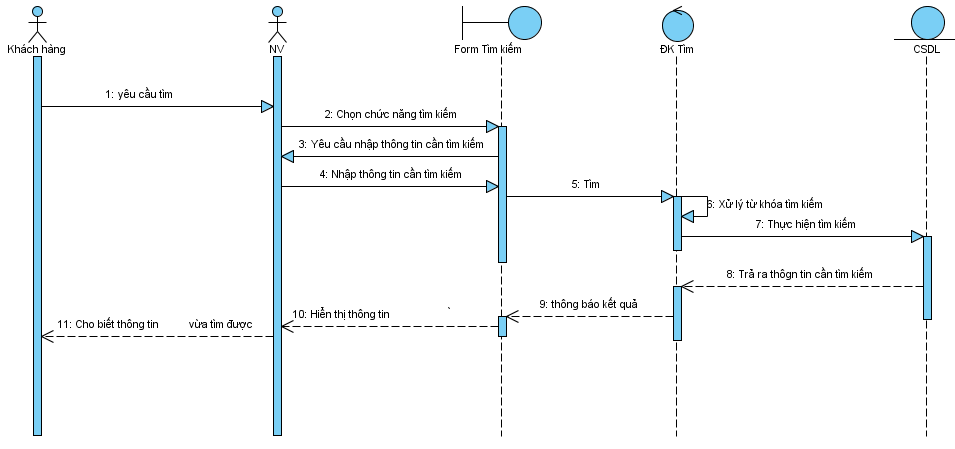 Khách hàng
NV
Form Tìm kiếm
ĐK Tìm
CSDL
1: yêu cầu tìm
2: Chọn chức năng tìm kiếm
3: Yêu cầu nhập thông tin cần tìm kiếm
4: Nhập thông tin cần tìm kiếm
5: Tìm
6: Xử lý từ khóa tìm kiếm
7: Thực hiện tìm kiếm
8: Trả ra thôgn tin cần tìm kiếm
9: thông báo kết quả
10: Hiển thị thông tin
11: Cho biết thông tin vừa tìm được